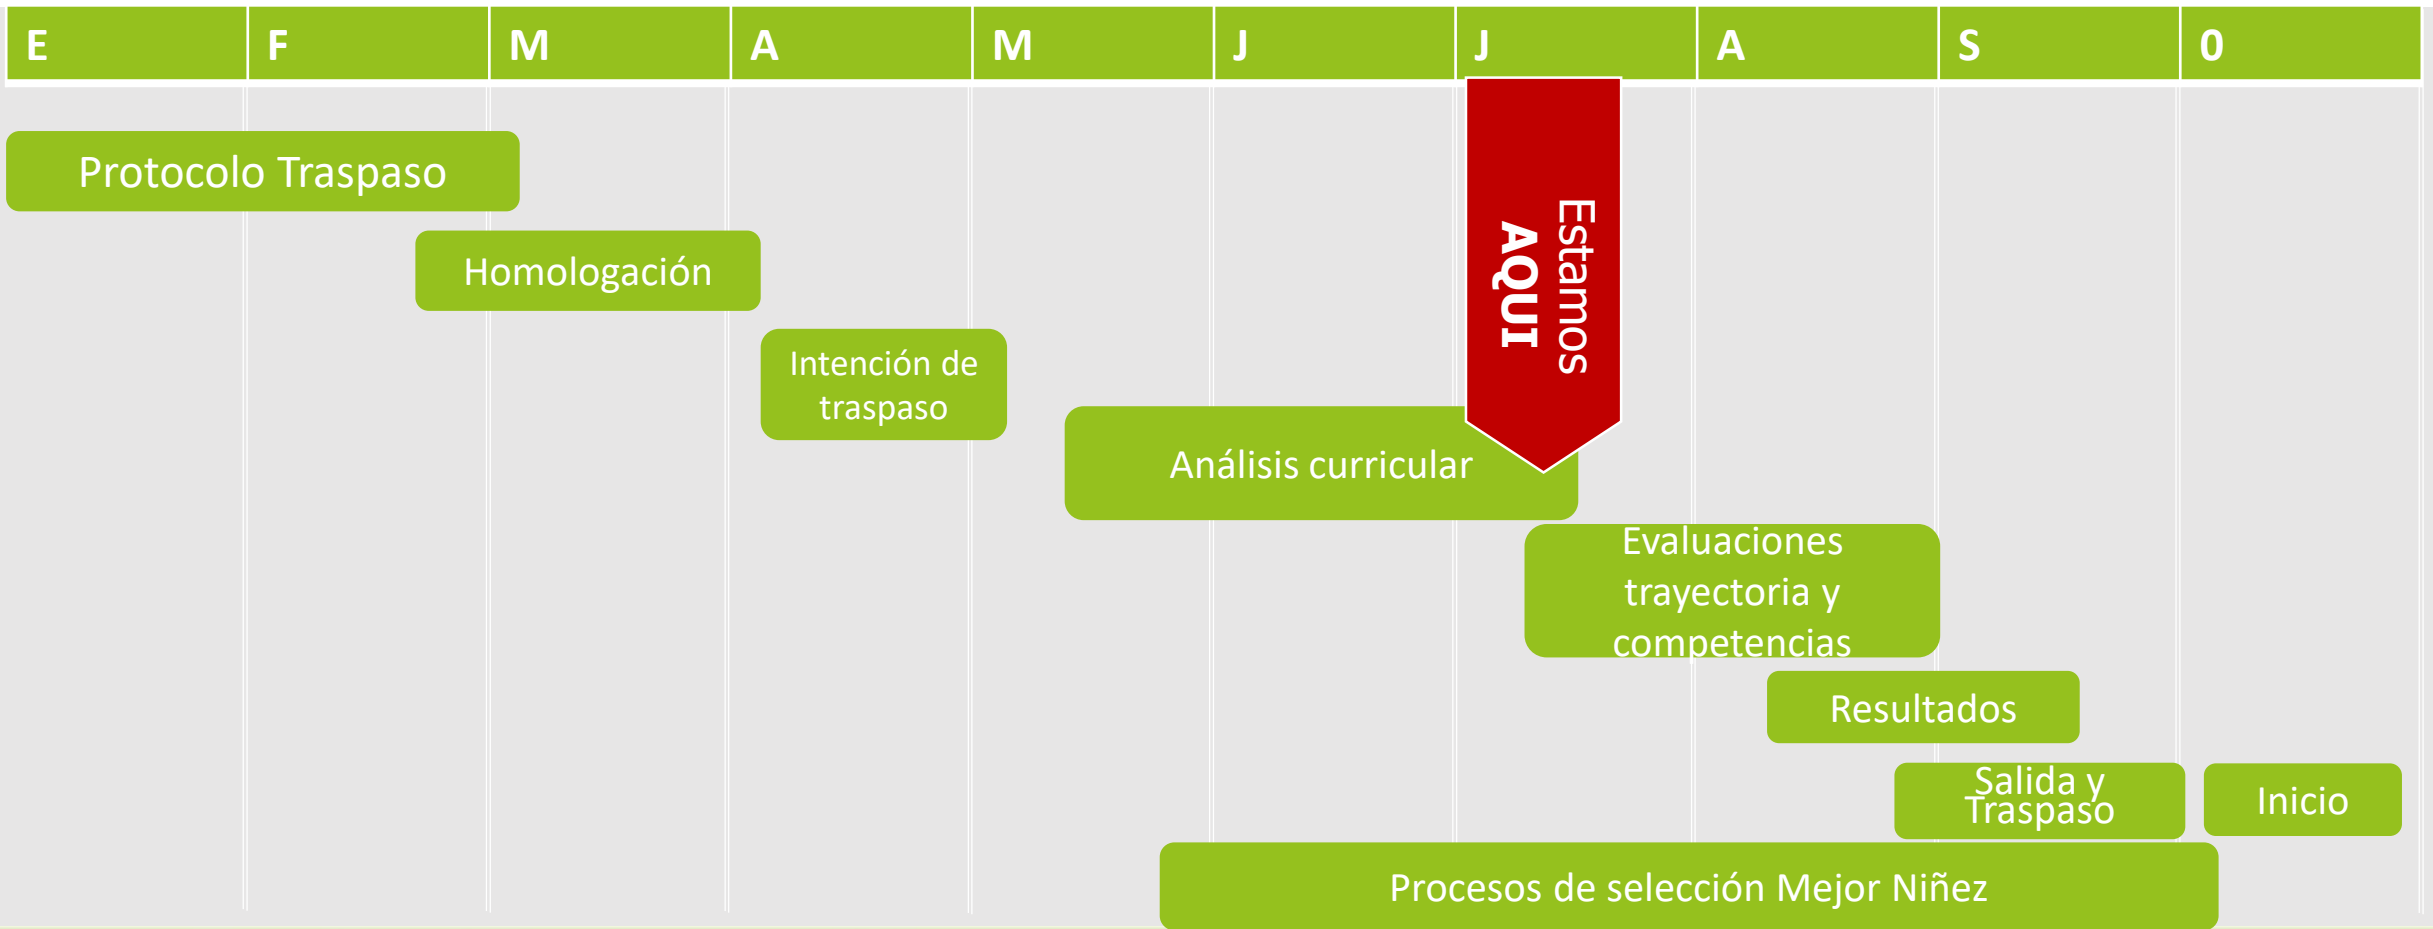 E F M A M J J A S 0
Protocolo Traspaso
Homologación
Intención de
traspaso
Estamos
AQUI
Análisis curricular
Evaluaciones
trayectoria y
competencias
Resultados
Salida y
Traspaso
Inicio
Procesos de selección Mejor Niñez